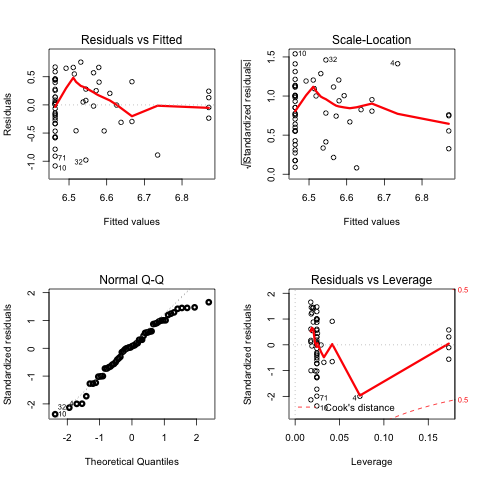 Residuals vs Fitted
Residuals
0.5
0.0
-0.5
-1.0
71
10
32
6.5 6.6 6.7 6.8
Fitted values
Scale-Location
√|Standardized residuals|
1.5
1.0
0.5
0.0
10
32
4
6.5 6.6 6.7 6.8
Fitted values
Normal Q-Q
Standardized residuals
2
1
0
-1
-2
32
10
4
-2 -1 0 1 2
Theoretical Quantiles
Residuals vs Leverage
Standardized residuals
2
1
0
-1
-2
0.5
0.5
71
4
Cook's distance
0.00 0.05 0.10 0.15
Leverage